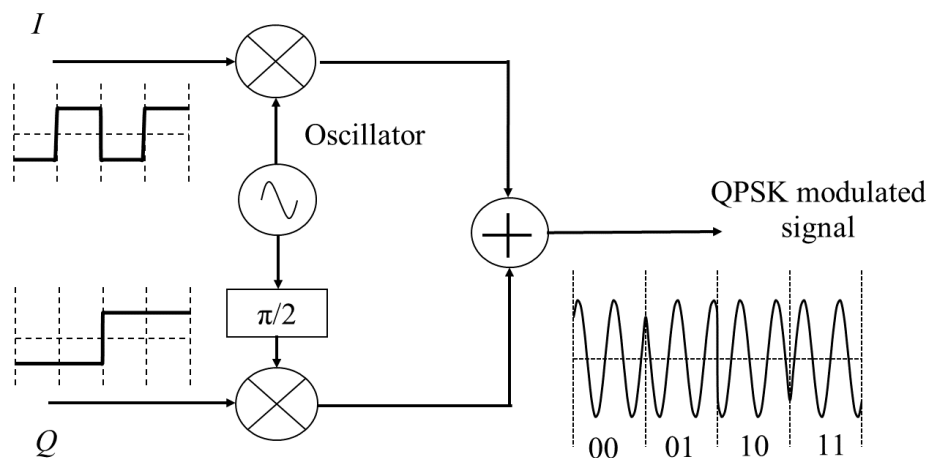 I
Oscillator
QPSK modulated
signal
π/2
Q
00 01 10 11